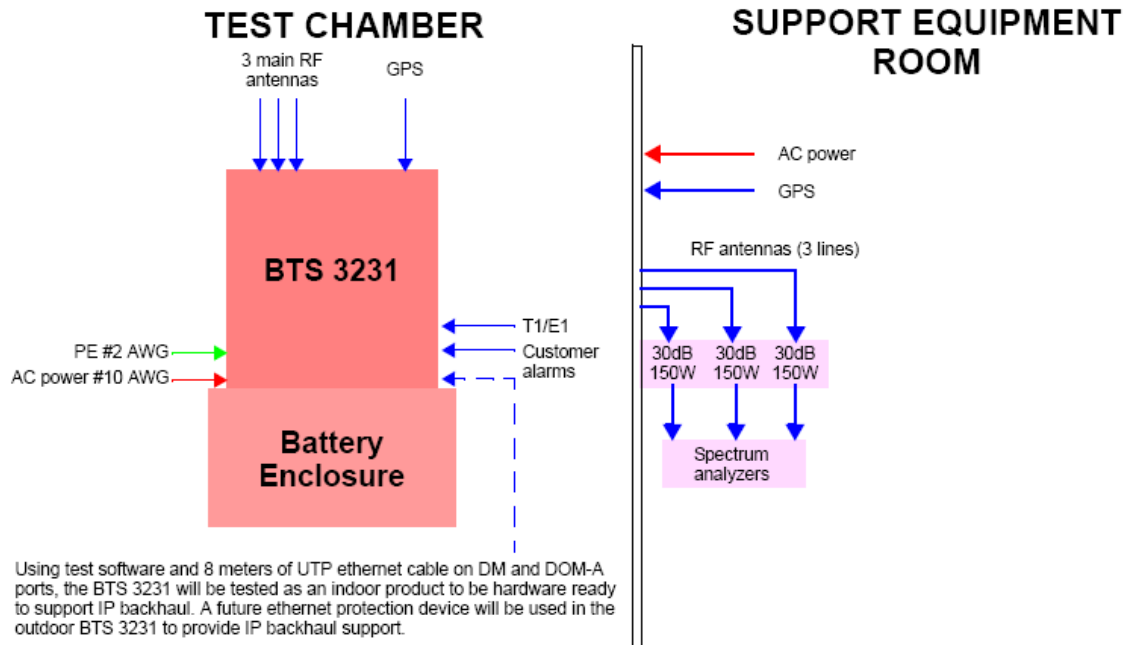 TEST CHAMBER
SUPPORT EQUIPMENT
ROOM
3 main RF
antennas
GPS
AC power
GPS
RF antennas (3 lines)
BTS 3231
T1/E1
Customer
alarms
PE #2 AWG
AC power #10 AWG
30dB
150W
30dB
150W
30dB
150W
Battery
Enclosure
Spectrum
analyzers
Using test software and 8 meters of UTP ethernet cable on DM and DOM-A
ports, the BTS 3231 will be tested as an indoor product to be hardware ready
to support IP backhaul. A future ethernet protection device will be used in the
outdoor BTS 3231 to provide IP backhaul support.